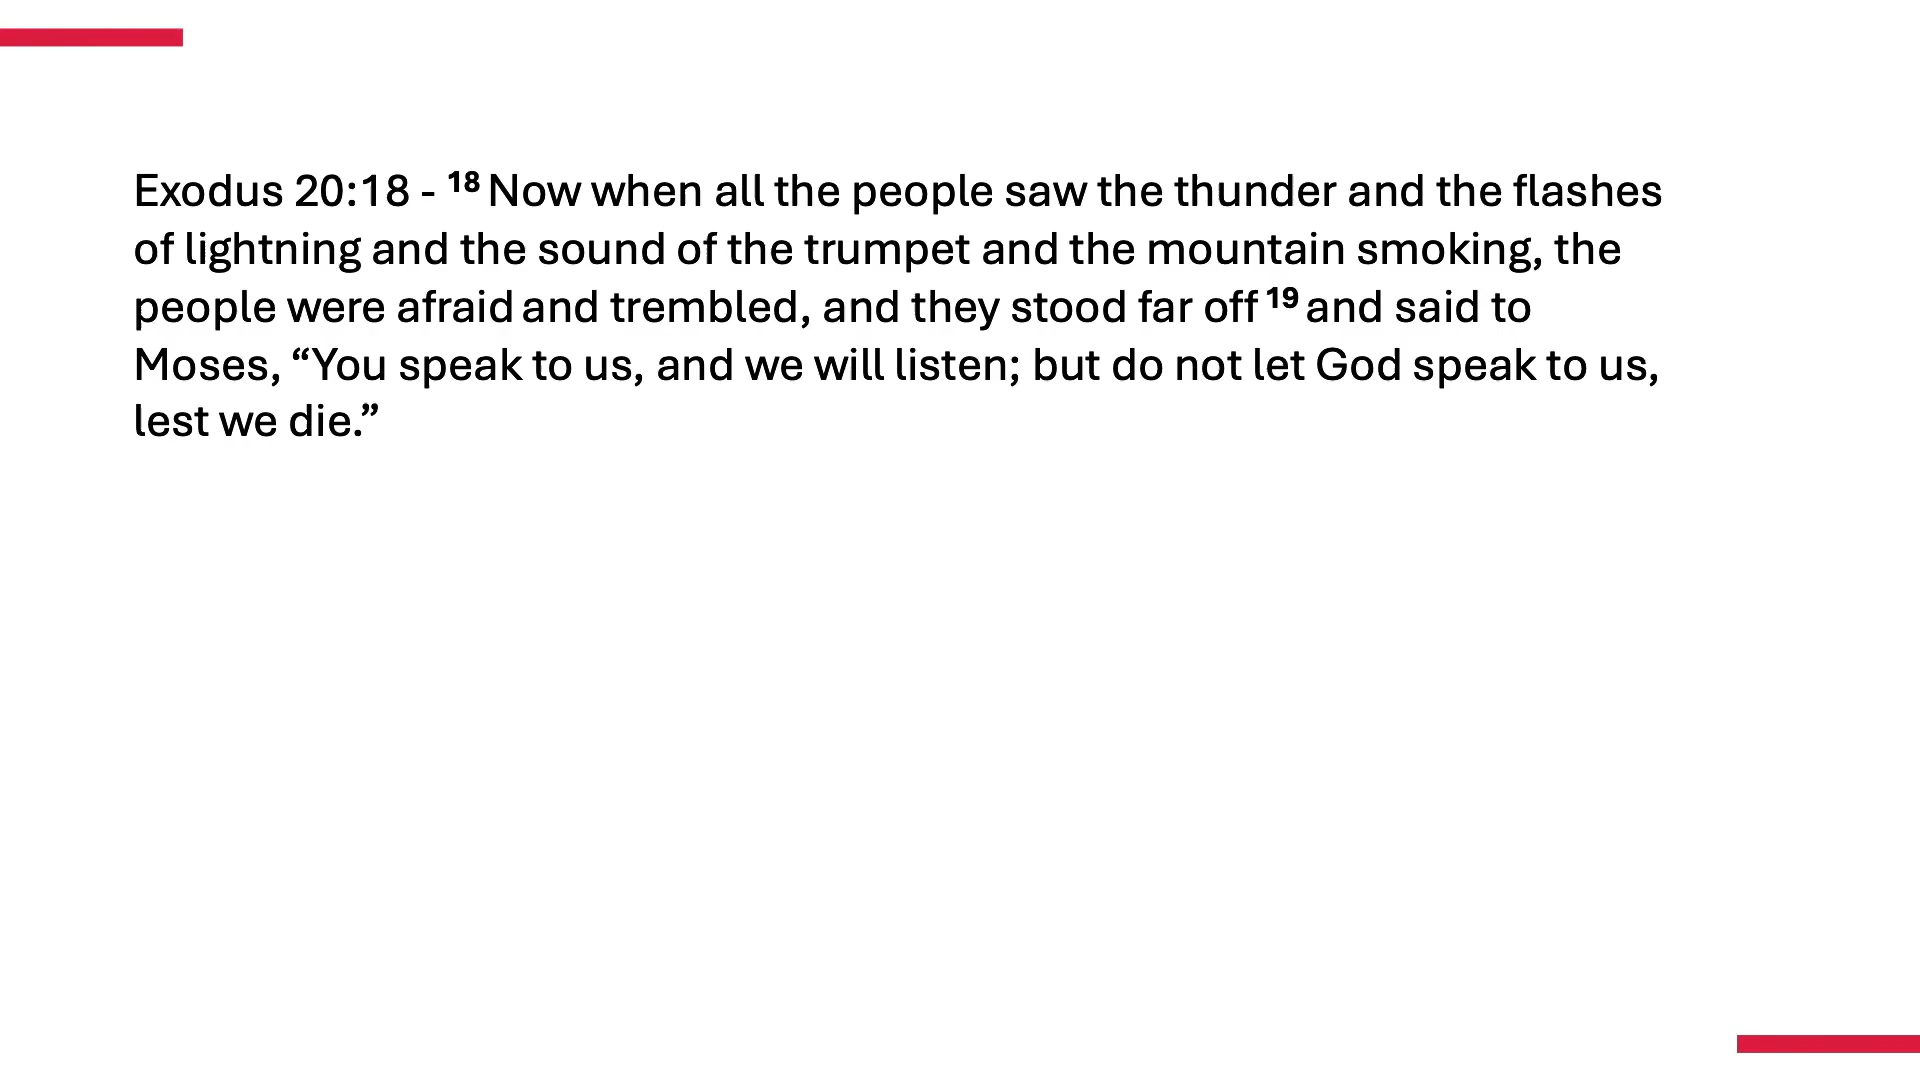 Exodus 20:18 - ¹⁸ Now when all the people saw the thunder and the flashes
of lightning and the sound of the trumpet and the mountain smoking, the
people were afraid and trembled, and they stood far off ¹⁹ and said to
Moses, “You speak to us, and we will listen; but do not let God speak to us,
lest we die.”